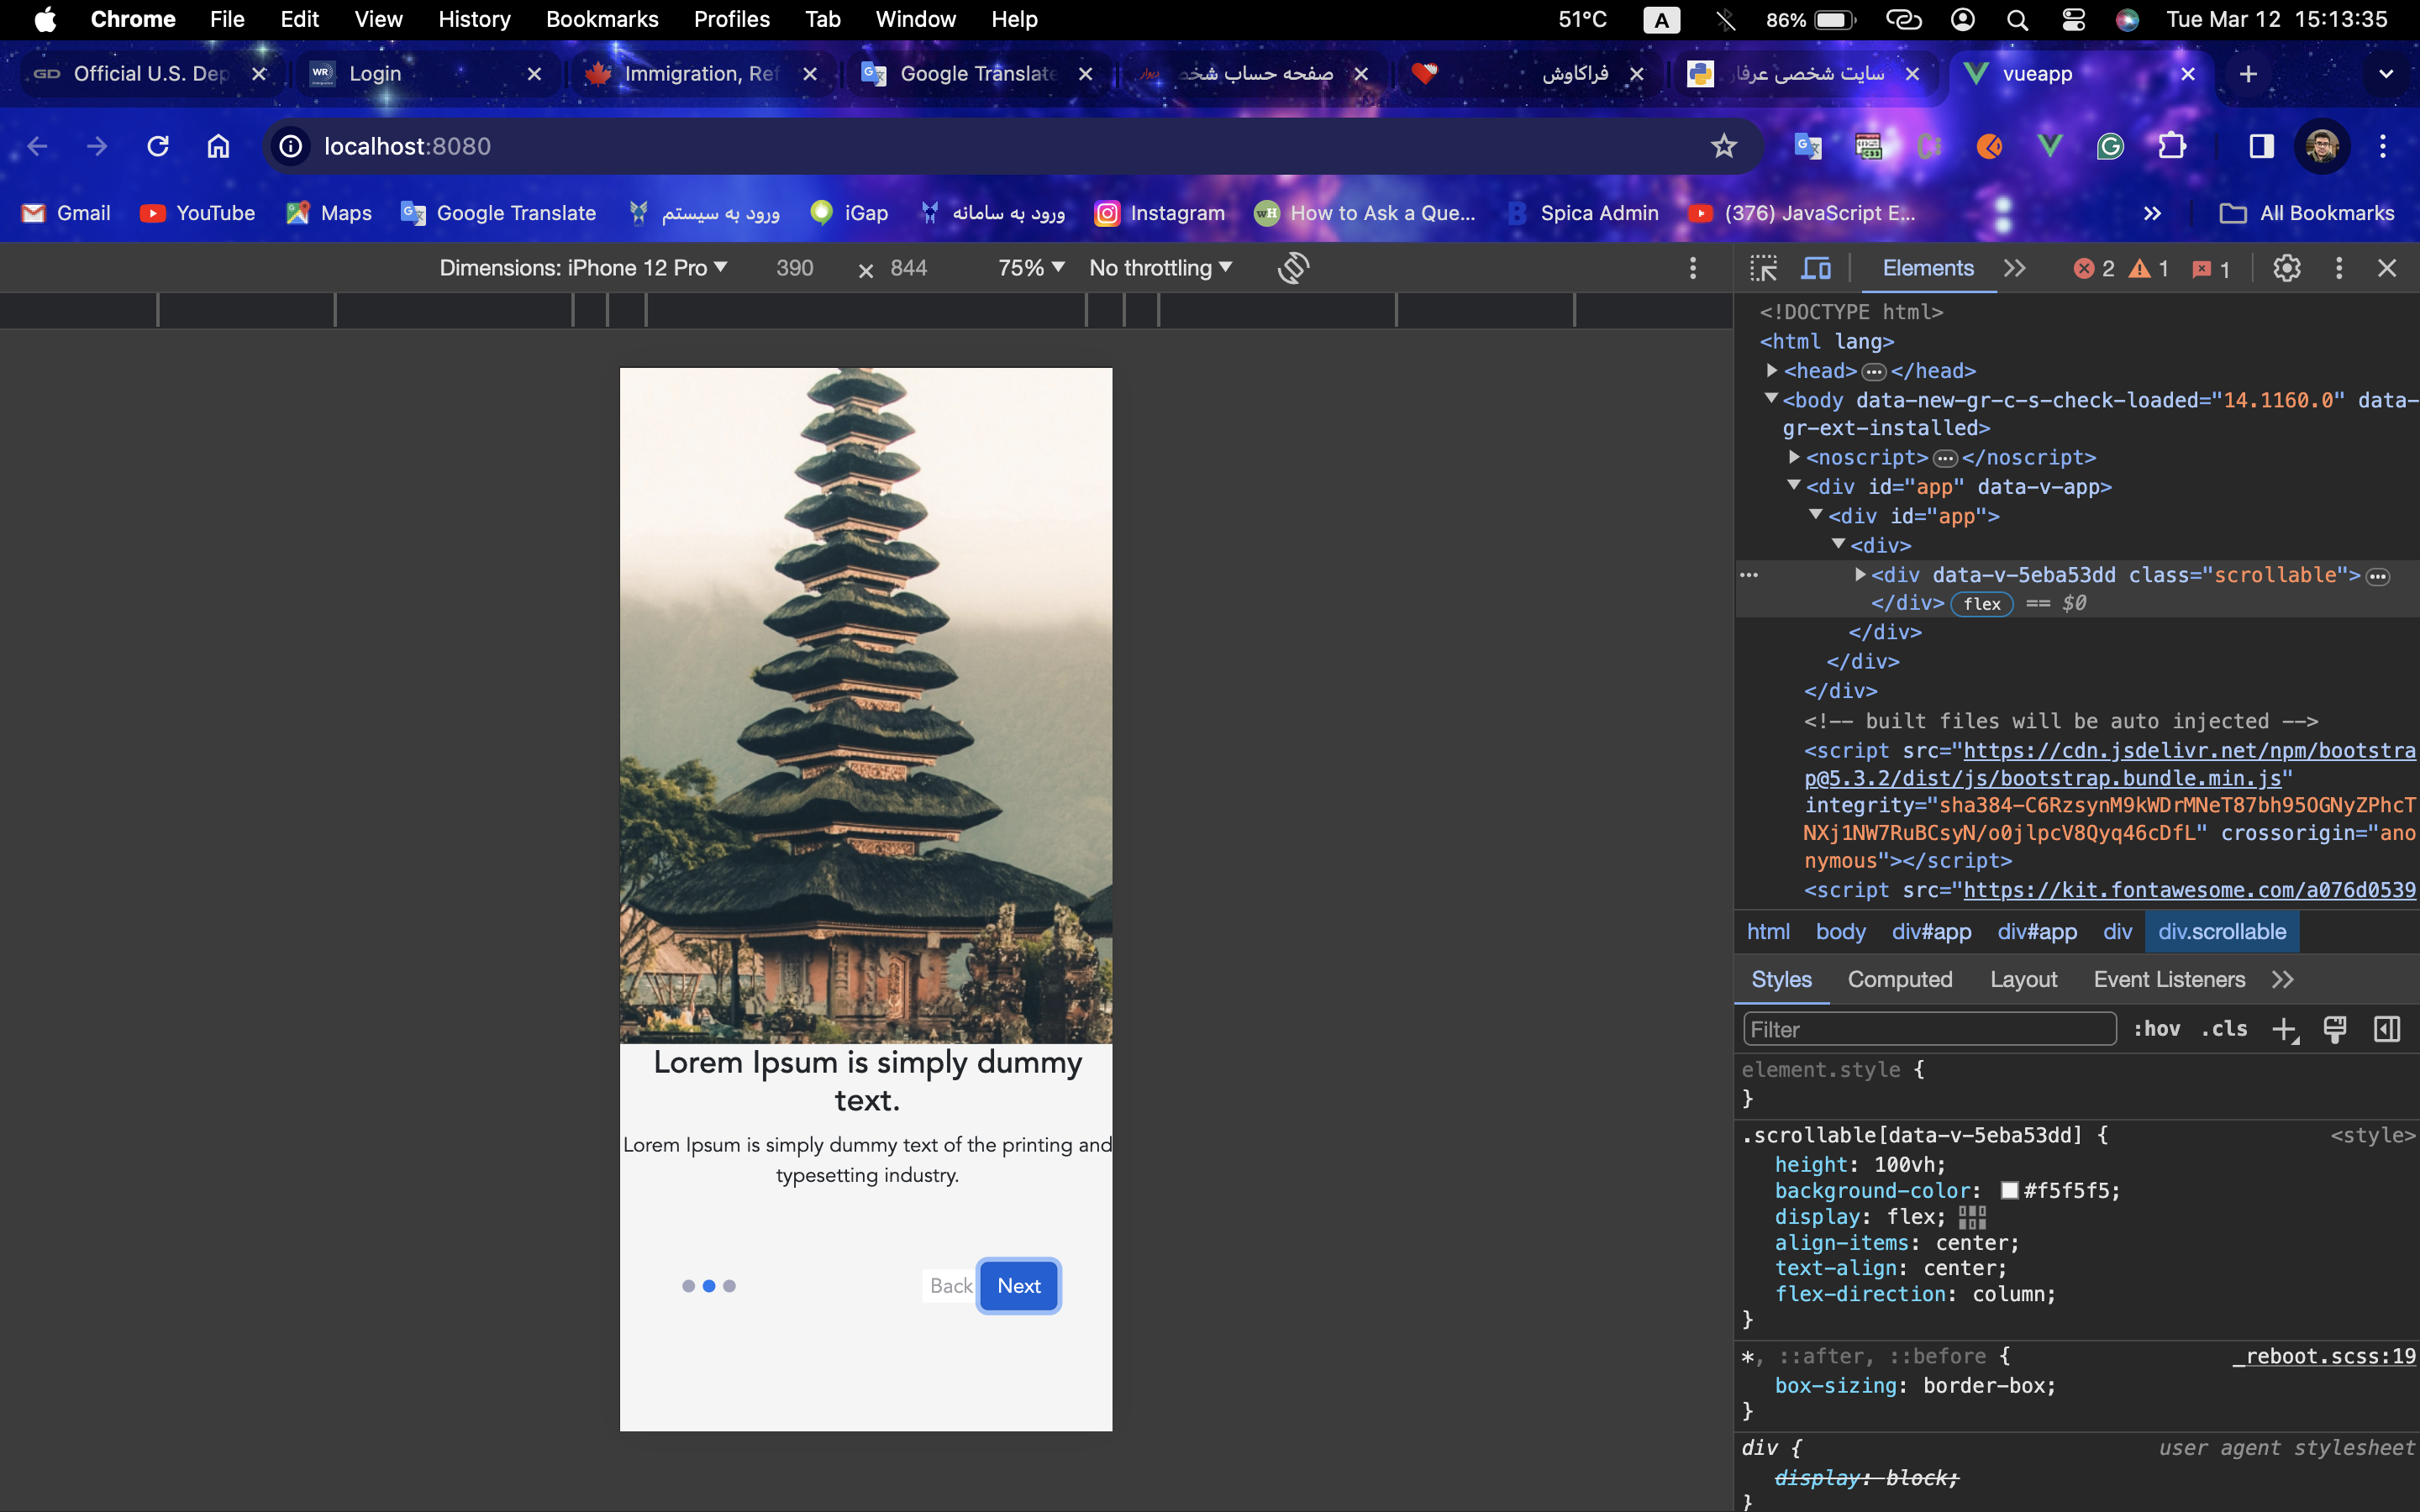 Chrome File Edit View History Bookmarks Profiles Tab Window Help 51°C A 86% Tue Mar 12 15:13:35
GD Official U.S. Dep WR Login Immigration, Ref Google Translate صفحه حساب شخص فراکاوش سایت شخصی عرفان vueapp
localhost:8080
Gmail YouTube Maps Google Translate ورود به سیستم iGap ورود به سامانه Instagram wH How to Ask a Que... B Spica Admin (376) JavaScript E... All Bookmarks
Dimensions: iPhone 12 Pro 390 × 844 75% No throttling
Elements 2 1 1
<!DOCTYPE html>
<html lang>
<head>…</head>
<body data-new-gr-c-s-check-loaded="14.1160.0" data-
gr-ext-installed>
<noscript>…</noscript>
<div id="app" data-v-app>
<div id="app">
<div>
… <div data-v-5eba53dd class="scrollable">…
</div> flex == $0
</div>
</div>
</div>
<!-- built files will be auto injected -->
<script src="https://cdn.jsdelivr.net/npm/bootstra
p@5.3.2/dist/js/bootstrap.bundle.min.js"
integrity="sha384-C6RzsynM9kWDrMNeT87bh95OGNyZPhcT
NXj1NW7RuBCsyN/o0jlpcV8Qyq46cDfL" crossorigin="ano
nymous"></script>
<script src="https://kit.fontawesome.com/a076d0539
html body div#app div#app div div.scrollable
Styles Computed Layout Event Listeners
Filter :hov .cls
element.style {
}
.scrollable[data-v-5eba53dd] { <style>
height: 100vh;
background-color: #f5f5f5;
display: flex;
align-items: center;
text-align: center;
flex-direction: column;
}
*, ::after, ::before { _reboot.scss:19
box-sizing: border-box;
}
div { user agent stylesheet
display: block;
}
Lorem Ipsum is simply dummy
text.
Lorem Ipsum is simply dummy text of the printing and
typesetting industry.
Back Next